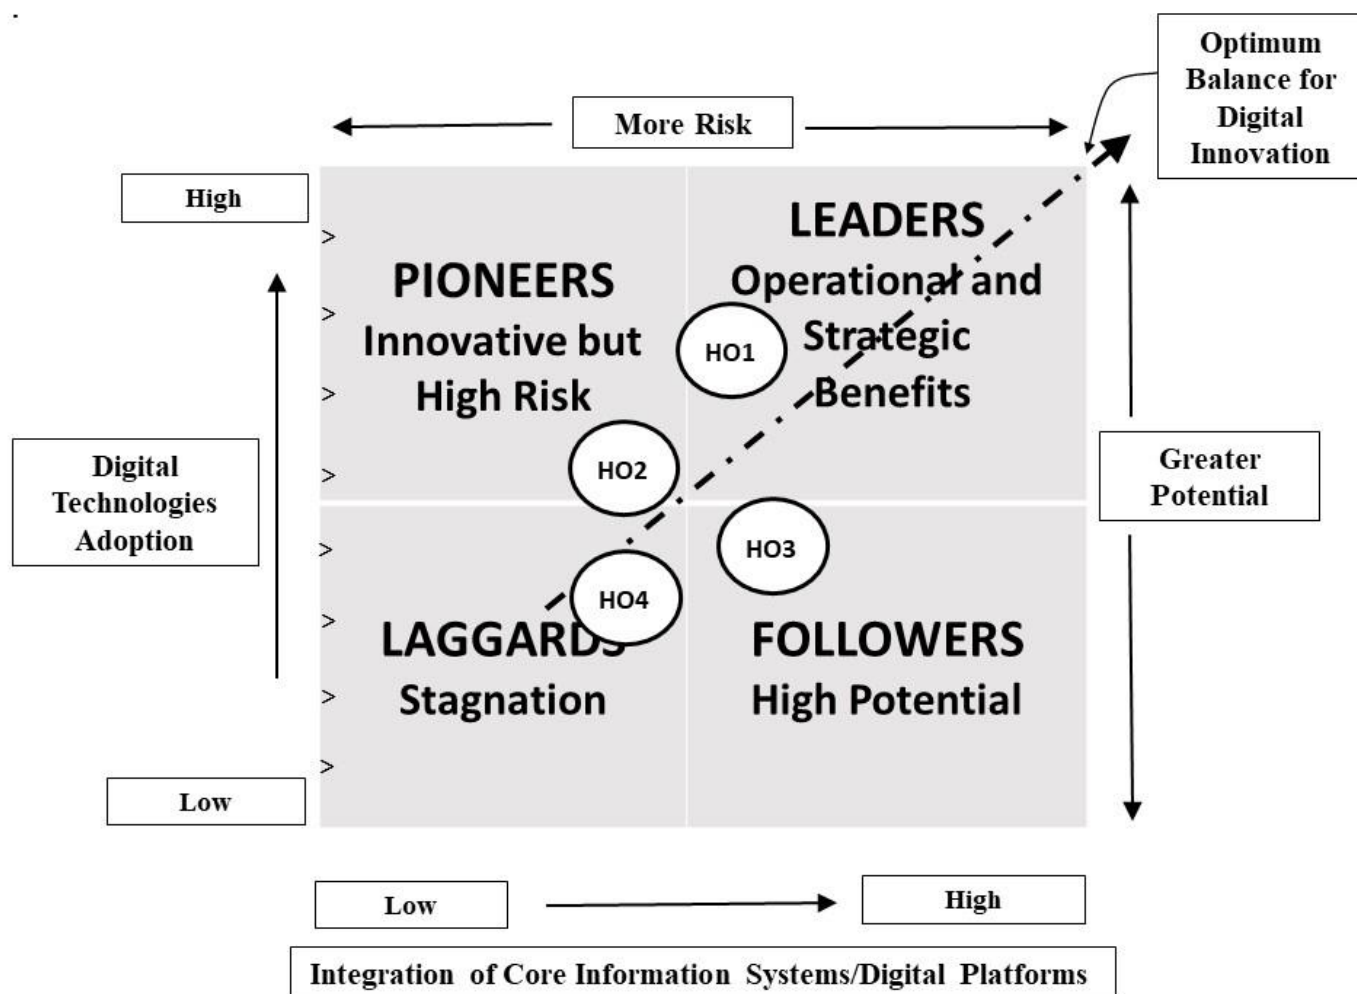 Optimum
Balance for
Digital
Innovation
More Risk
High
LEADERS
Operational and
Strategic
Benefits
PIONEERS
Innovative but
High Risk
HO1
HO2
Digital
Technologies
Adoption
Greater
Potential
HO3
HO4
LAGGARDS
Stagnation
FOLLOWERS
High Potential
Low
Low
High
Integration of Core Information Systems/Digital Platforms